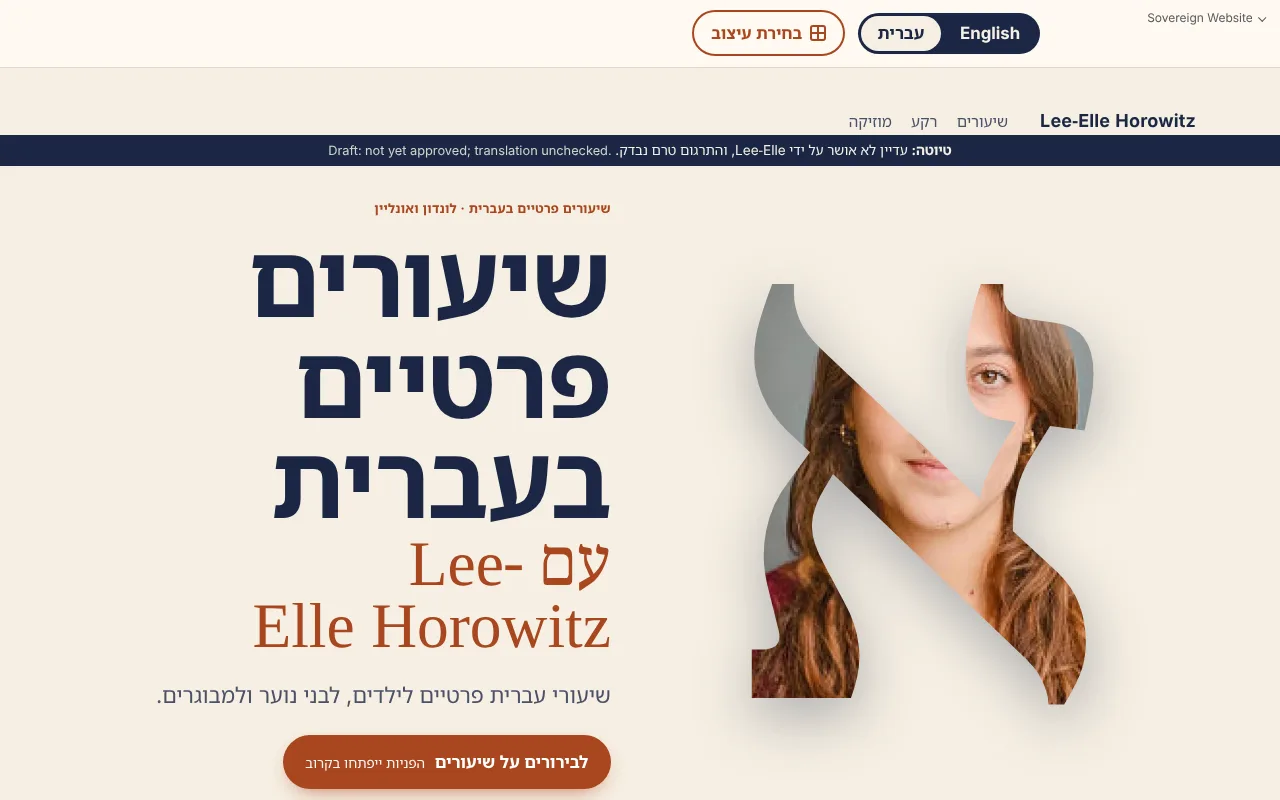 Sovereign Website
English
עברית
בחירת עיצוב
Lee-Elle Horowitz
שיעורים
רקע
מוזיקה
טיוטה: עדיין לא אושר על ידי Lee-Elle, והתרגום טרם נבדק. Draft: not yet approved; translation unchecked.
שיעורים פרטיים בעברית · לונדון ואונליין
שיעורים
פרטיים
בעברית
עם Lee-
Elle Horowitz
שיעורי עברית פרטיים לילדים, לבני נוער ולמבוגרים.
לבירורים על שיעורים הפניות ייפתחו בקרוב
א